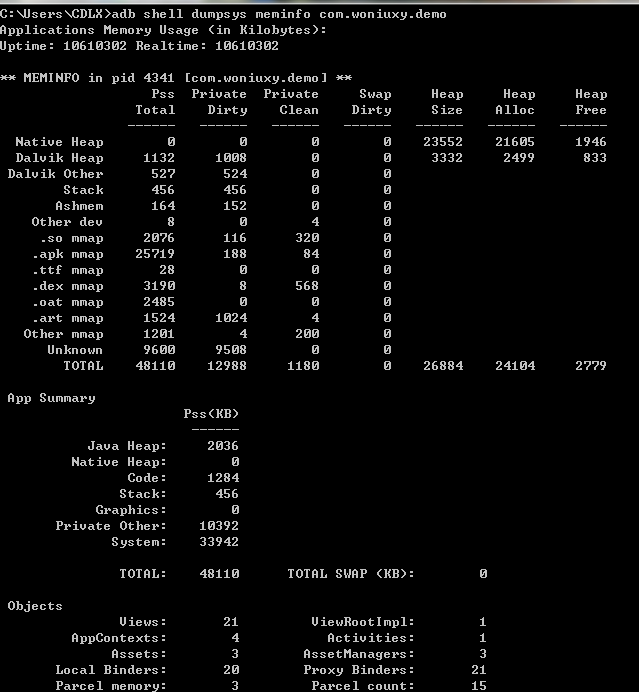 C:\Users\CDLX>adb shell dumpsys meminfo com.woniuxy.demo
Applications Memory Usage (in Kilobytes):
Uptime: 10610302 Realtime: 10610302
** MEMINFO in pid 4341 [com.woniuxy.demo] **
Pss Private Private Swap Heap Heap Heap
Total Dirty Clean Dirty Size Alloc Free
------ ------ ------ ------ ------ ------ ------
Native Heap 0 0 0 0 23552 21605 1946
Dalvik Heap 1132 1008 0 0 3332 2499 833
Dalvik Other 527 524 0 0
Stack 456 456 0 0
Ashmem 164 152 0 0
Other dev 8 0 4 0
.so mmap 2076 116 320 0
.apk mmap 25719 188 84 0
.ttf mmap 28 0 0 0
.dex mmap 3190 8 568 0
.oat mmap 2485 0 0 0
.art mmap 1524 1024 4 0
Other mmap 1201 4 200 0
Unknown 9600 9508 0 0
TOTAL 48110 12988 1180 0 26884 24104 2779
App Summary
Pss(KB)
------
Java Heap: 2036
Native Heap: 0
Code: 1284
Stack: 456
Graphics: 0
Private Other: 10392
System: 33942
TOTAL: 48110 TOTAL SWAP (KB): 0
Objects
Views: 21 ViewRootImpl: 1
AppContexts: 4 Activities: 1
Assets: 3 AssetManagers: 3
Local Binders: 20 Proxy Binders: 21
Parcel memory: 3 Parcel count: 15